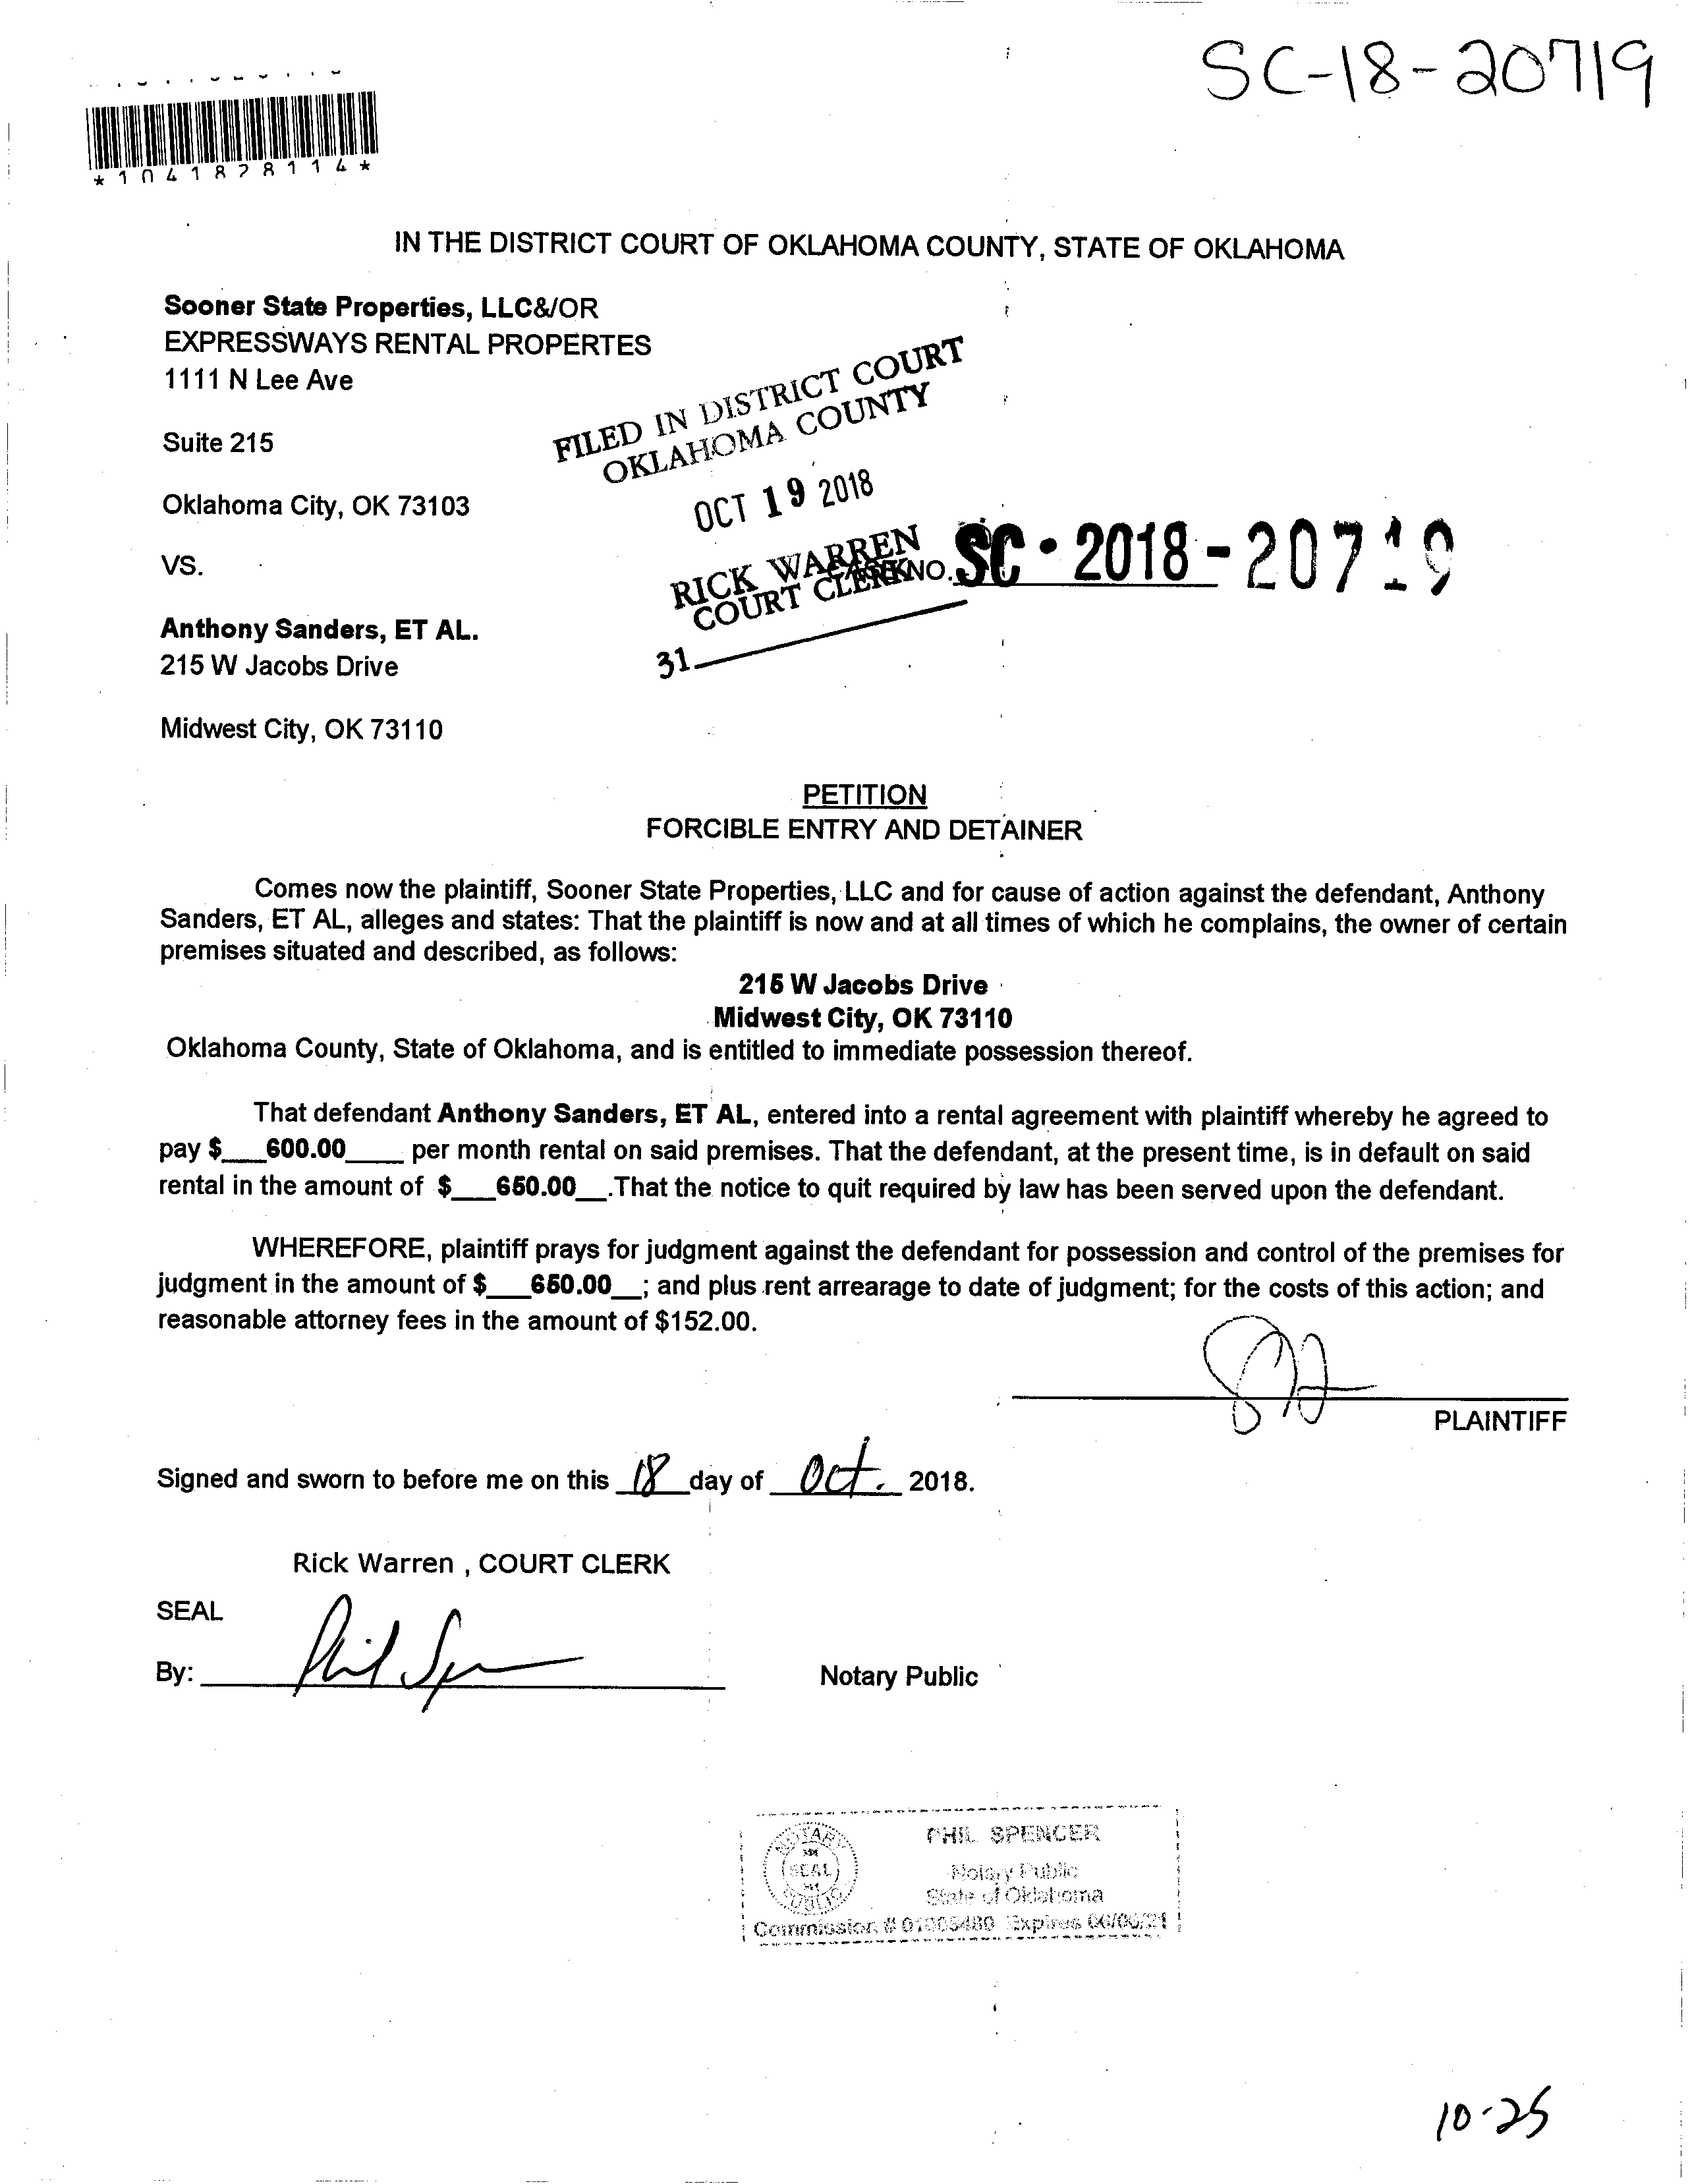 SC-18-20719
*1041828114*
IN THE DISTRICT COURT OF OKLAHOMA COUNTY, STATE OF OKLAHOMA
Sooner State Properties, LLC&/OR
EXPRESSWAYS RENTAL PROPERTES
1111 N Lee Ave
Suite 215
Oklahoma City, OK 73103
VS.
Anthony Sanders, ET AL.
215 W Jacobs Drive
Midwest City, OK 73110
FILED IN DISTRICT COURT
OKLAHOMA COUNTY
OCT 19 2018
RICK WARREN
COURT CLERK
31
CASE NO. SC-2018-20719
PETITION
FORCIBLE ENTRY AND DETAINER
Comes now the plaintiff, Sooner State Properties, LLC and for cause of action against the defendant, Anthony
Sanders, ET AL, alleges and states: That the plaintiff is now and at all times of which he complains, the owner of certain
premises situated and described, as follows:
215 W Jacobs Drive
Midwest City, OK 73110
Oklahoma County, State of Oklahoma, and is entitled to immediate possession thereof.
That defendant Anthony Sanders, ET AL, entered into a rental agreement with plaintiff whereby he agreed to
pay $___600.00____ per month rental on said premises. That the defendant, at the present time, is in default on said
rental in the amount of $___650.00__.That the notice to quit required by law has been served upon the defendant.
WHEREFORE, plaintiff prays for judgment against the defendant for possession and control of the premises for
judgment in the amount of $___650.00__; and plus rent arrearage to date of judgment; for the costs of this action; and
reasonable attorney fees in the amount of $152.00.
PLAINTIFF
Signed and sworn to before me on this 18 day of Oct. 2018.
Rick Warren , COURT CLERK
SEAL
By:
Notary Public
NOTARY
SEAL
PUBLIC
PHIL SPENCER
Notary Public
State of Oklahoma
Commission # 01005480 Expires 06/06/21
10-25